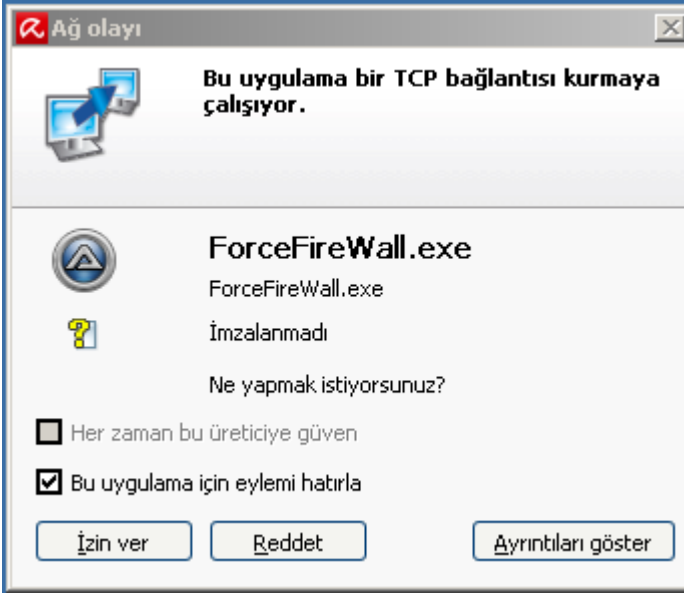 Ağ olayı
Bu uygulama bir TCP bağlantısı kurmaya
çalışıyor.
ForceFireWall.exe
ForceFireWall.exe
İmzalanmadı
Ne yapmak istiyorsunuz?
Her zaman bu üreticiye güven
Bu uygulama için eylemi hatırla
İzin ver
Reddet
Ayrıntıları göster